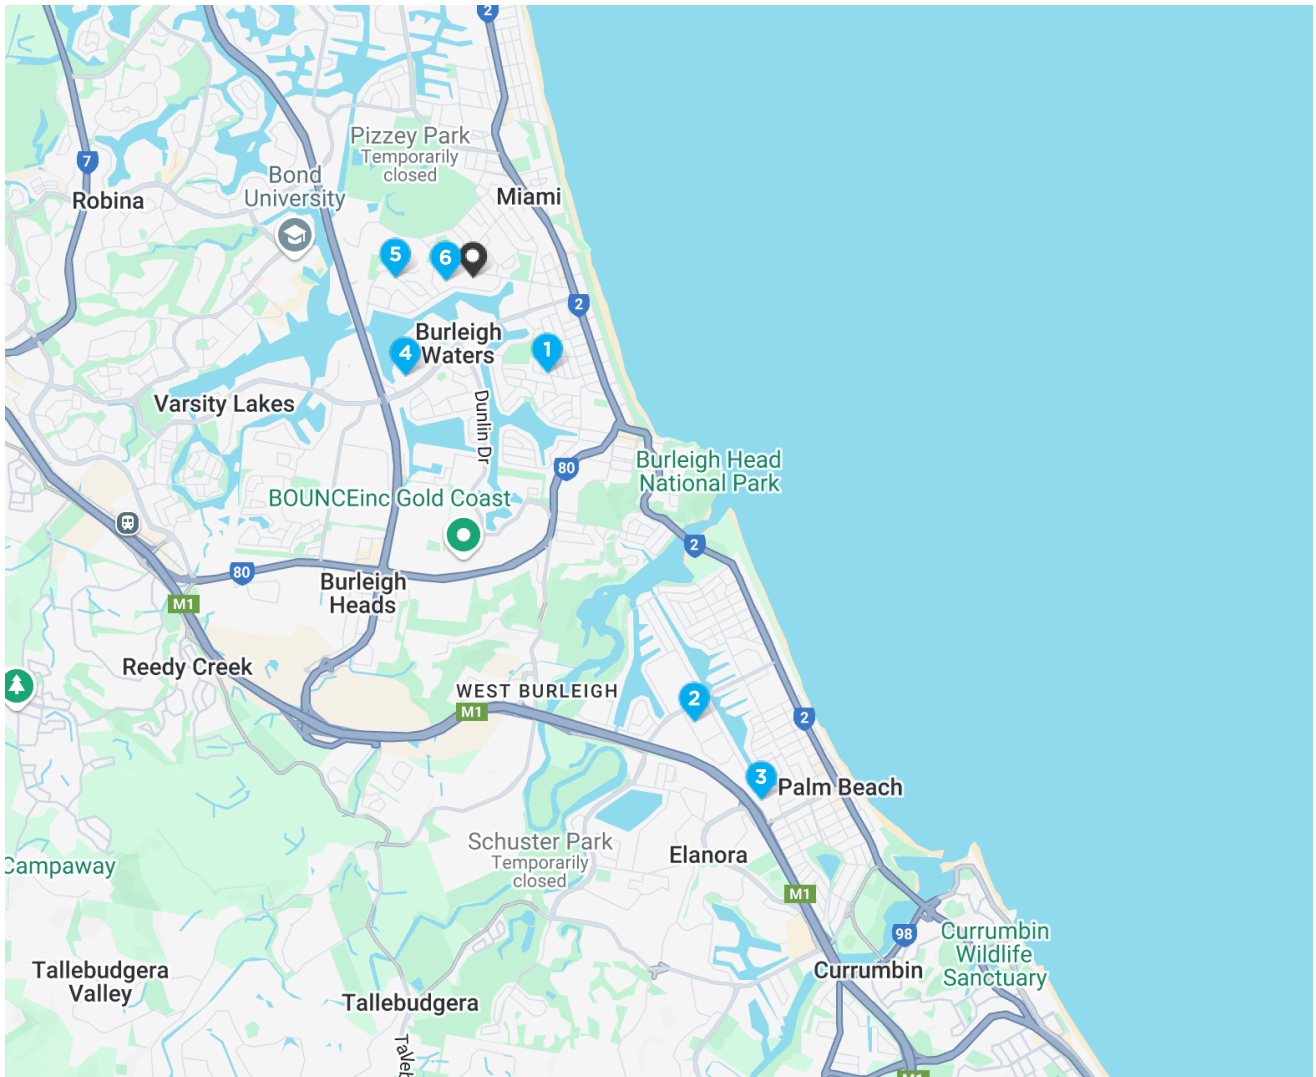 2
Pizzey Park
Temporarily
closed
7
Bond
University
Robina
Miami
5
6
2
Burleigh
Waters
4
1
Varsity Lakes
Dunlin Dr
80
Burleigh Head
National Park
BOUNCEinc Gold Coast
2
80
Burleigh
Heads
M1
Reedy Creek
WEST BURLEIGH
M1
2
2
3
Palm Beach
Schuster Park
Temporarily
closed
Elanora
Campaway
M1
98
Currumbin
Wildlife
Sanctuary
Currumbin
Tallebudgera
Valley
Tallebudgera